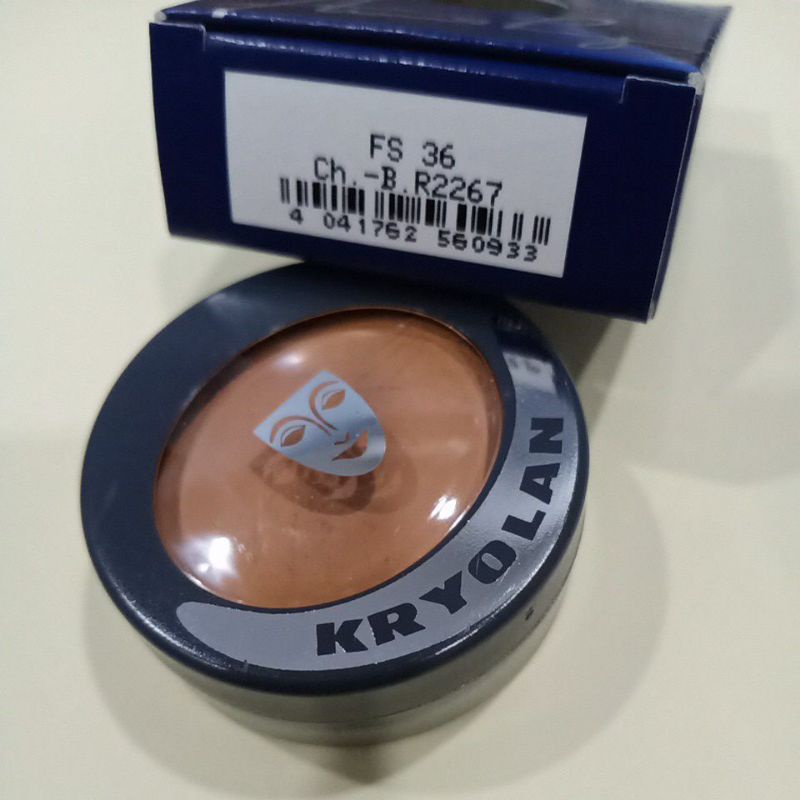 FS 36
Ch.-B.R2267
4 041762 560933
KRYOLAN